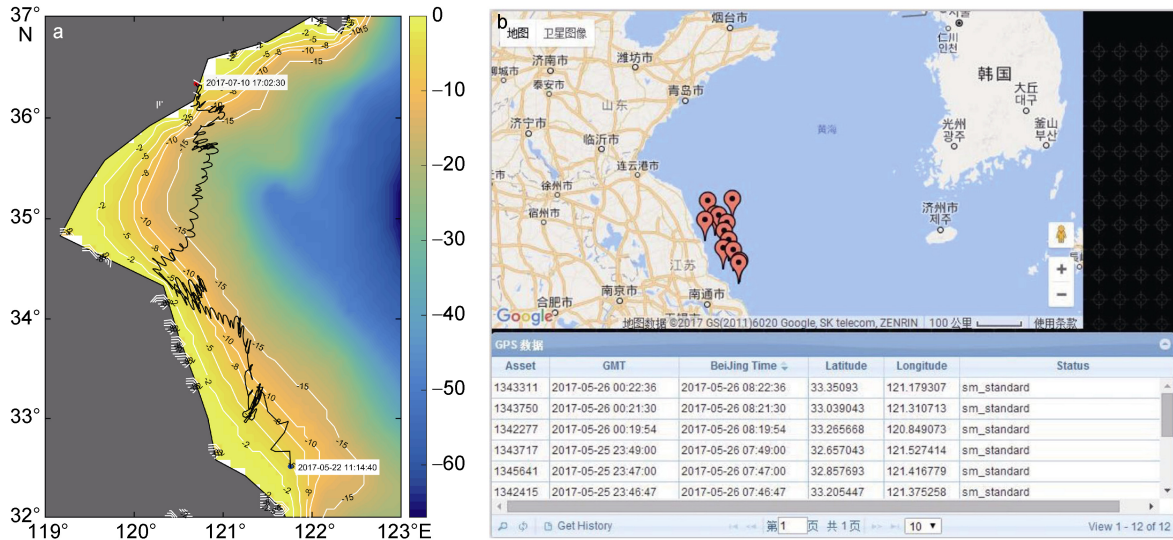 a
37°
N
36°
35°
34°
33°
32°
119°
120°
121°
122°
123°E
0
−10
−20
−30
−40
−50
−60
2017-07-10 17:02:30
2017-05-22 11:14:40
b
地图 卫星图像
烟台市
潍坊市
济南市
泰安市
聊城市
青岛市
山东
济宁市
临沂市
连云港市
徐州市
宿州市
江苏
南京市
南通市
合肥市
黄海
仁川
인천
韩国
大丘
대구
光州
광주
釜山
부산
济州市
제주
Google
地图数据 ©2017 GS(2011)6020 Google, SK telecom, ZENRIN 100 公里 使用条款
GPS 数据
Asset GMT BeiJing Time Latitude Longitude Status
1343311 2017-05-26 00:22:36 2017-05-26 08:22:36 33.35093 121.179307 sm_standard
1343750 2017-05-26 00:21:30 2017-05-26 08:21:30 33.039043 121.310713 sm_standard
1342277 2017-05-26 00:19:54 2017-05-26 08:19:54 33.265668 120.849073 sm_standard
1343717 2017-05-25 23:49:00 2017-05-26 07:49:00 32.657043 121.527414 sm_standard
1345641 2017-05-25 23:47:00 2017-05-26 07:47:00 32.857693 121.416779 sm_standard
1342415 2017-05-25 23:46:47 2017-05-26 07:46:47 33.205447 121.375258 sm_standard
Get History 第 1 页 共 1 页 10 View 1 - 12 of 12